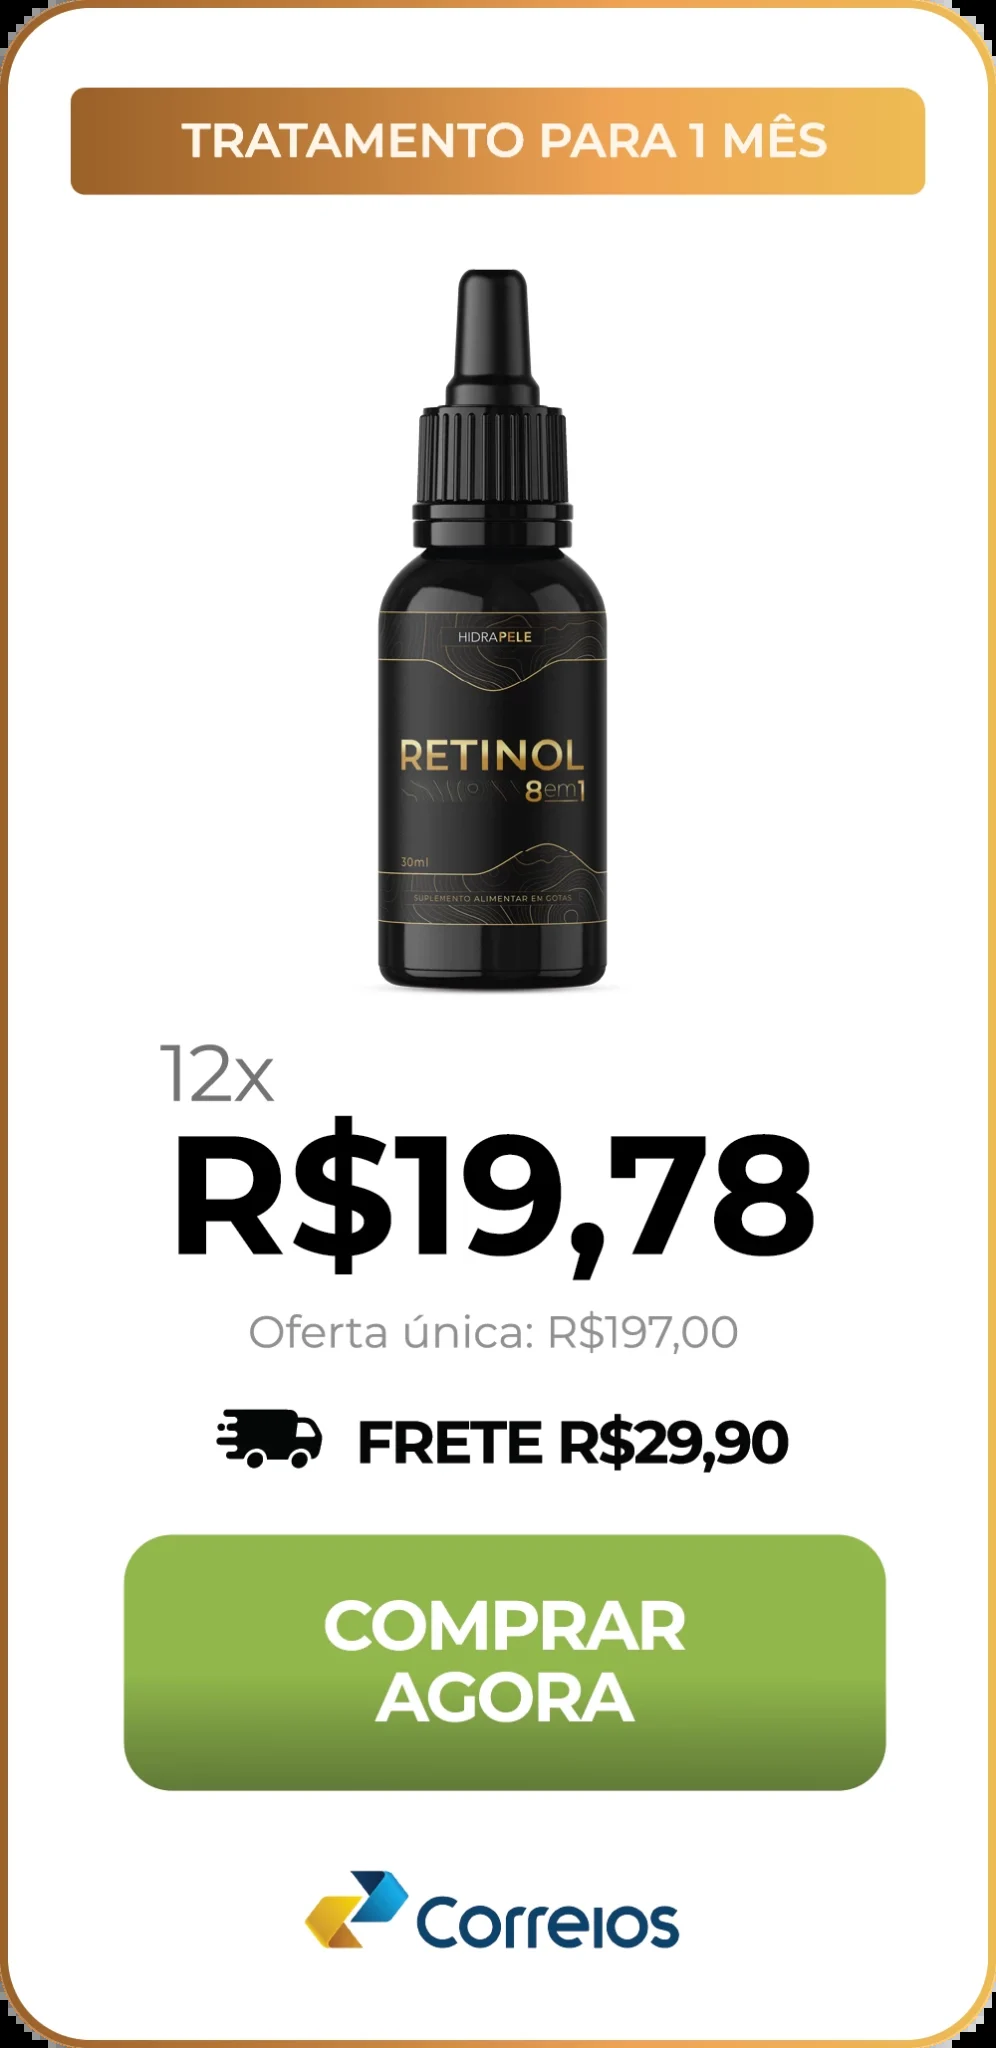 TRATAMENTO PARA 1 MÊS
HIDRAPELE
RETINOL
8em1
30ml
SUPLEMENTO ALIMENTAR EM GOTAS
12x
R$19,78
Oferta única: R$197,00
FRETE R$29,90
COMPRAR
AGORA
Correios